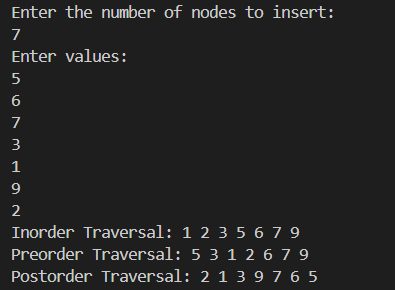 Enter the number of nodes to insert:
7
Enter values:
5
6
7
3
1
9
2
Inorder Traversal: 1 2 3 5 6 7 9
Preorder Traversal: 5 3 1 2 6 7 9
Postorder Traversal: 2 1 3 9 7 6 5